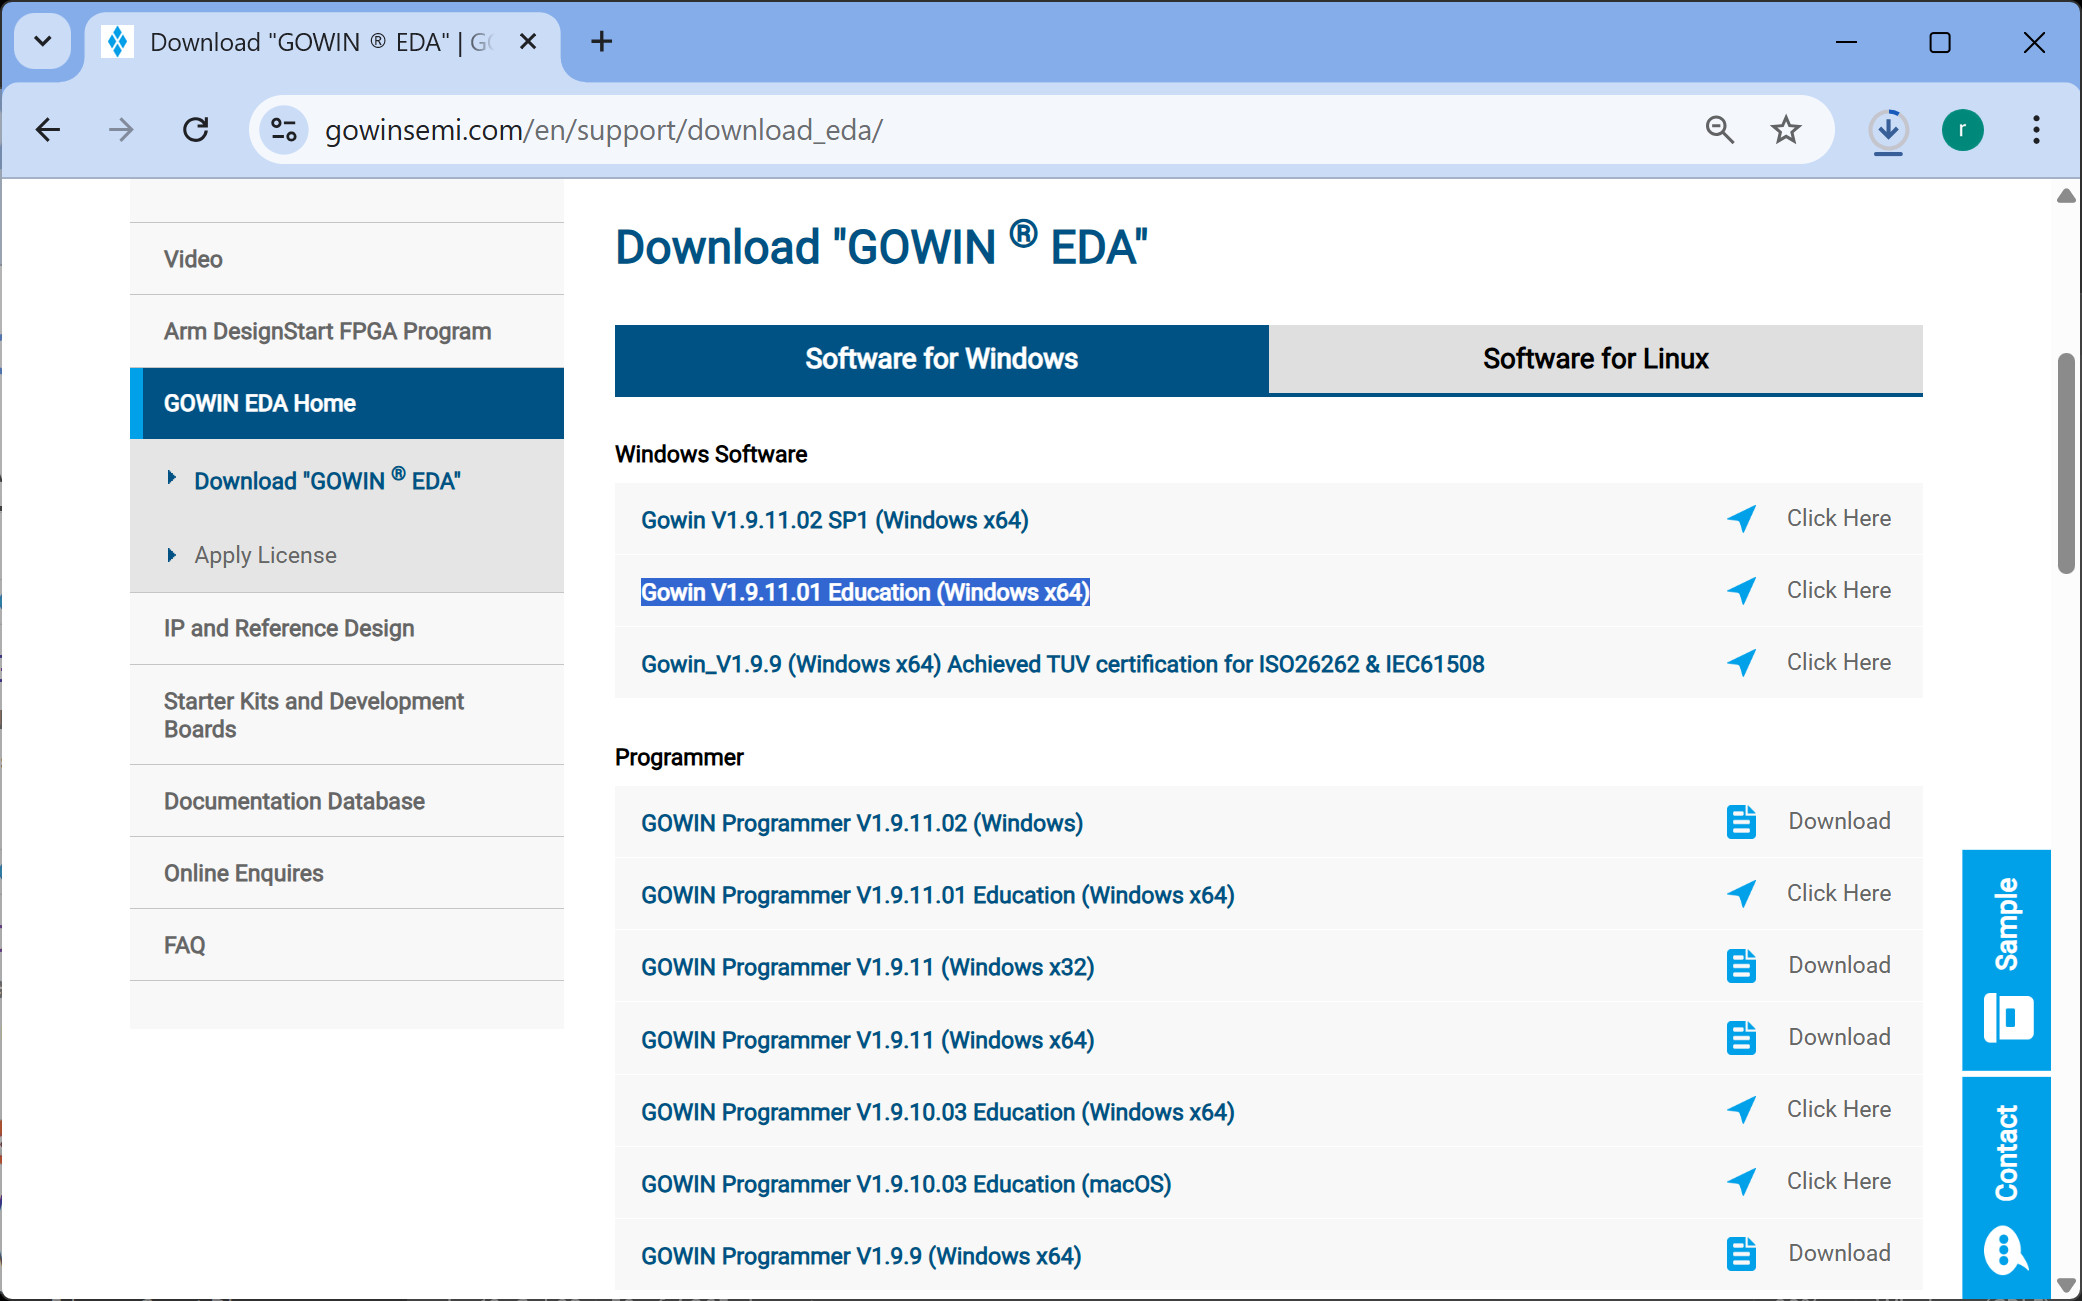 Download "GOWIN ® EDA" | GO
gowinsemi.com/en/support/download_eda/
r
Video
Arm DesignStart FPGA Program
GOWIN EDA Home
Download "GOWIN ® EDA"
Apply License
IP and Reference Design
Starter Kits and Development
Boards
Documentation Database
Online Enquires
FAQ
Download "GOWIN ® EDA"
Software for Windows
Software for Linux
Windows Software
Gowin V1.9.11.02 SP1 (Windows x64)
Click Here
Gowin V1.9.11.01 Education (Windows x64)
Click Here
Gowin_V1.9.9 (Windows x64) Achieved TUV certification for ISO26262 & IEC61508
Click Here
Programmer
GOWIN Programmer V1.9.11.02 (Windows)
Download
GOWIN Programmer V1.9.11.01 Education (Windows x64)
Click Here
GOWIN Programmer V1.9.11 (Windows x32)
Download
GOWIN Programmer V1.9.11 (Windows x64)
Download
GOWIN Programmer V1.9.10.03 Education (Windows x64)
Click Here
GOWIN Programmer V1.9.10.03 Education (macOS)
Click Here
GOWIN Programmer V1.9.9 (Windows x64)
Download
Sample
Contact